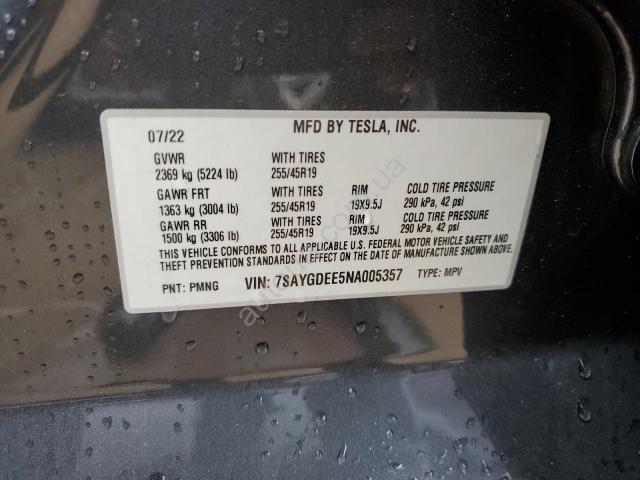 07/22 MFD BY TESLA, INC.
GVWR WITH TIRES
2369 kg (5224 lb) 255/45R19
GAWR FRT WITH TIRES RIM COLD TIRE PRESSURE
1363 kg (3004 lb) 255/45R19 19X9.5J 290 kPa, 42 psi
GAWR RR WITH TIRES RIM COLD TIRE PRESSURE
1500 kg (3306 lb) 255/45R19 19X9.5J 290 kPa, 42 psi
THIS VEHICLE CONFORMS TO ALL APPLICABLE U.S. FEDERAL MOTOR VEHICLE SAFETY AND
THEFT PREVENTION STANDARDS IN EFFECT ON THE DATE OF MANUFACTURE SHOWN ABOVE.
PNT: PMNG VIN: 7SAYGDEE5NA005357 TYPE: MPV